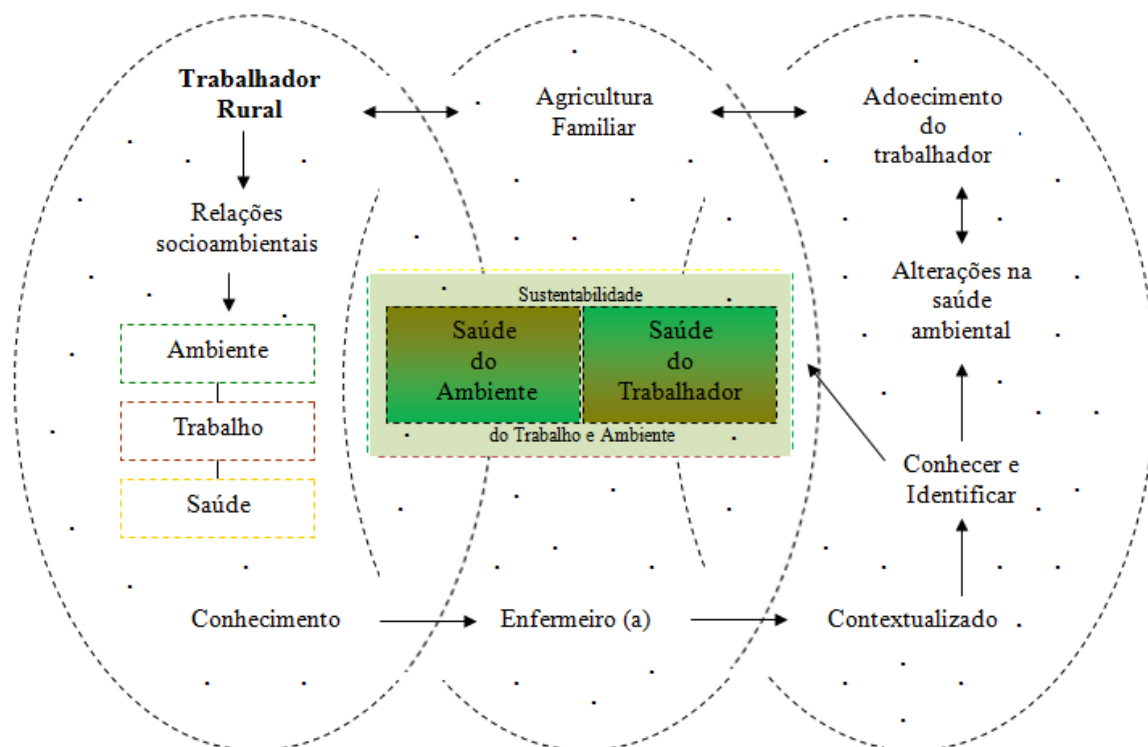 Trabalhador
Rural
Agricultura
Familiar
Adoecimento
do
trabalhador
Relações
socioambientais
Alterações na
saúde
ambiental
Sustentabilidade
Saúde
do
Ambiente
Saúde
do
Trabalhador
do Trabalho e Ambiente
Ambiente
Trabalho
Saúde
Conhecer e
Identificar
Conhecimento
Enfermeiro (a)
Contextualizado